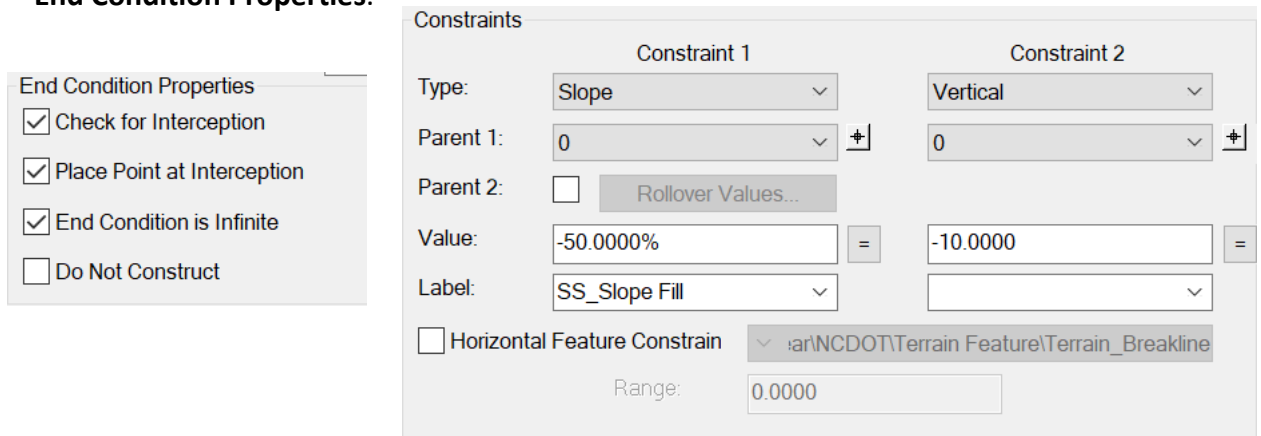 End Condition Properties:
End Condition Properties
Check for Interception
Place Point at Interception
End Condition is Infinite
Do Not Construct
Constraints
Constraint 1 Constraint 2
Type: Slope Vertical
Parent 1: 0 0
Parent 2: Rollover Values...
Value: -50.0000% = -10.0000 =
Label: SS_Slope Fill
Horizontal Feature Constrain ear\NCDOT\Terrain Feature\Terrain_Breakline
Range: 0.0000